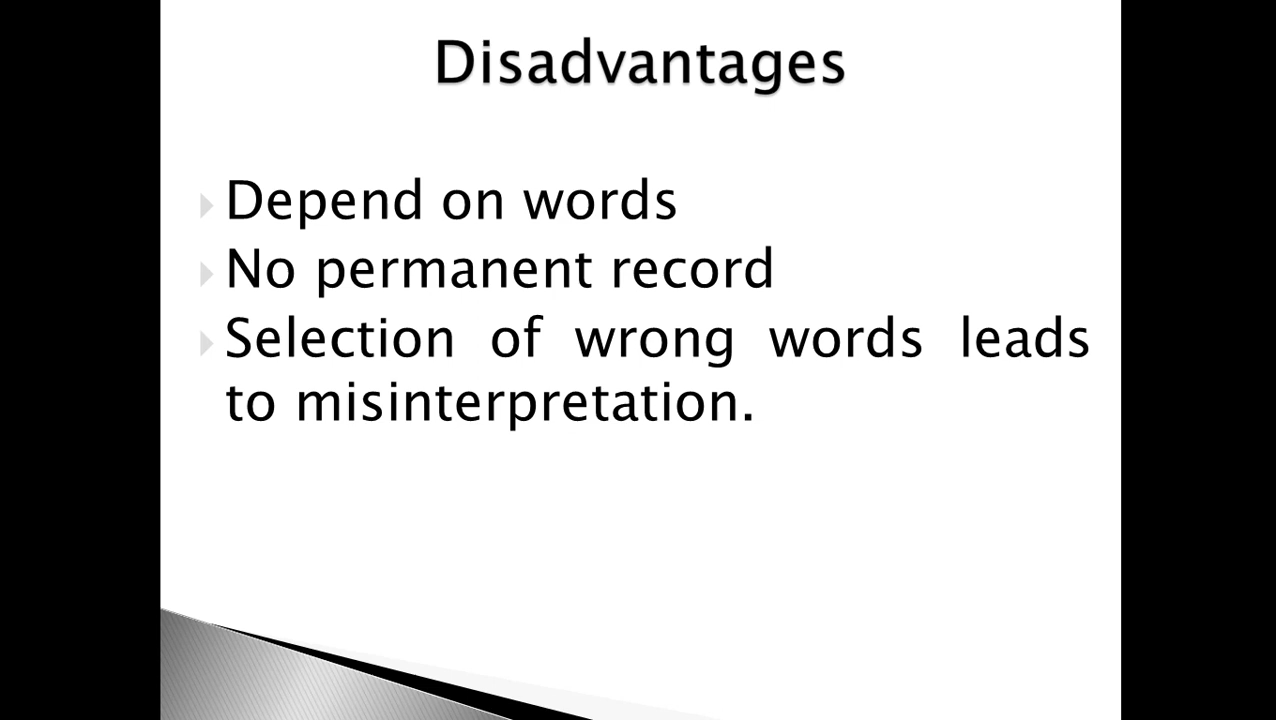 Disadvantages
Depend on words
No permanent record
Selection of wrong words leads
to misinterpretation.